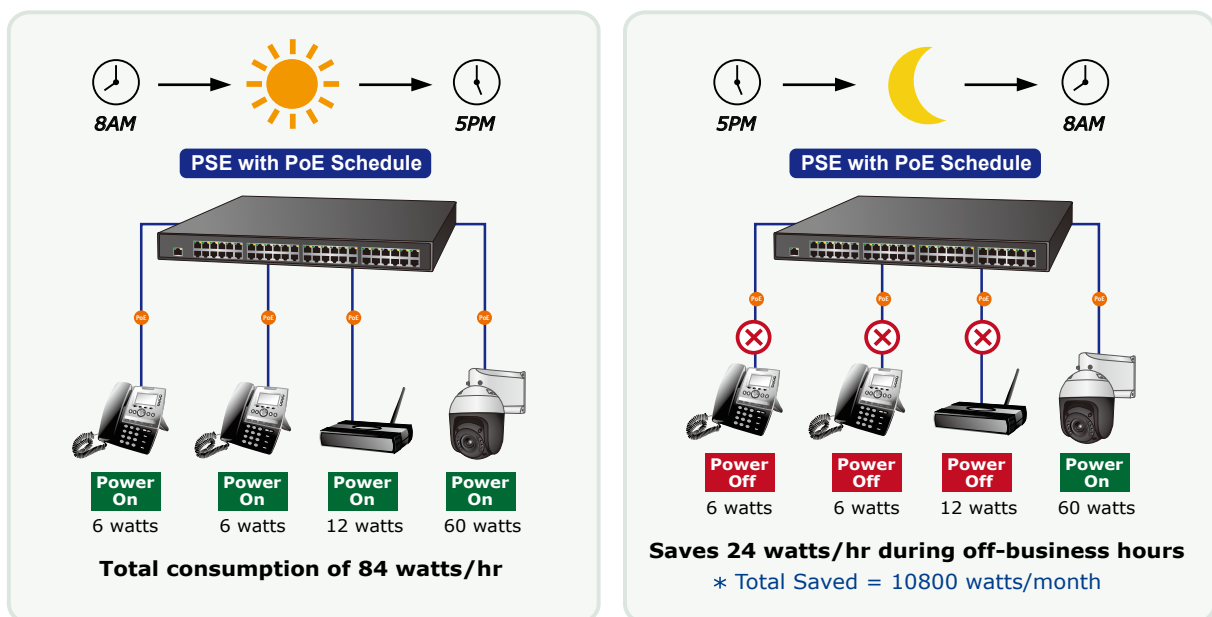 8AM
5PM
PSE with PoE Schedule
PoE
PoE
PoE
PoE
Power
On
6 watts
Power
On
6 watts
Power
On
12 watts
Power
On
60 watts
Total consumption of 84 watts/hr
5PM
8AM
PSE with PoE Schedule
PoE
PoE
PoE
PoE
Power
Off
6 watts
Power
Off
6 watts
Power
Off
12 watts
Power
On
60 watts
Saves 24 watts/hr during off-business hours
* Total Saved = 10800 watts/month